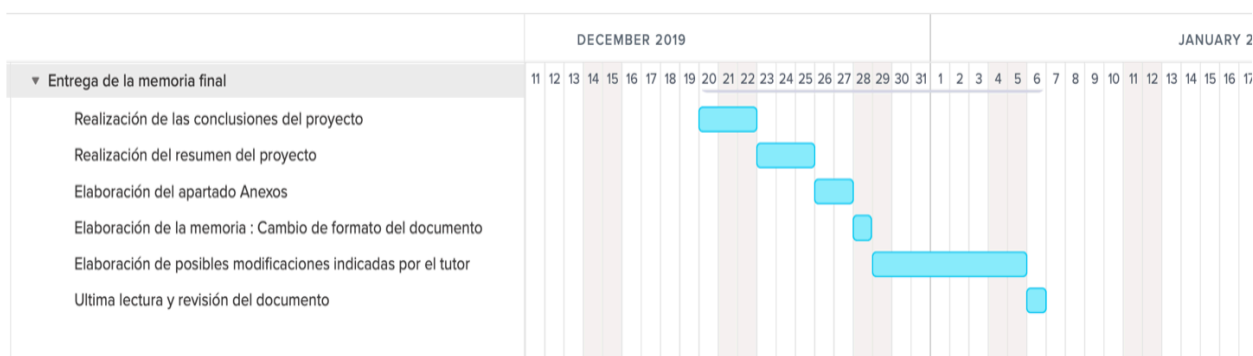 DECEMBER 2019 JANUARY 2
Entrega de la memoria final 11 12 13 14 15 16 17 18 19 20 21 22 23 24 25 26 27 28 29 30 31 1 2 3 4 5 6 7 8 9 10 11 12 13 14 15 16 17
Realización de las conclusiones del proyecto
Realización del resumen del proyecto
Elaboración del apartado Anexos
Elaboración de la memoria : Cambio de formato del documento
Elaboración de posibles modificaciones indicadas por el tutor
Ultima lectura y revisión del documento